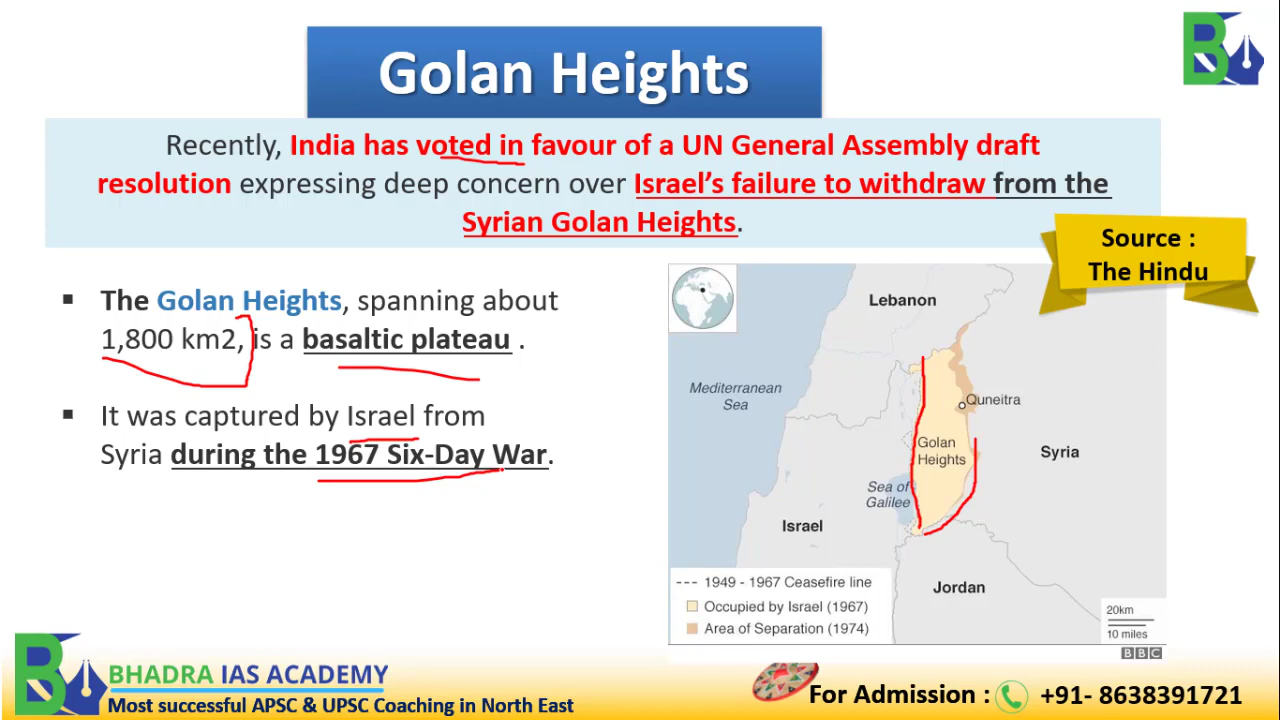 Golan Heights
Recently, India has voted in favour of a UN General Assembly draft
resolution expressing deep concern over Israel's failure to withdraw from the
Syrian Golan Heights.
Source :
The Hindu
▪ The Golan Heights, spanning about
1,800 km2, is a basaltic plateau .
▪ It was captured by Israel from
Syria during the 1967 Six-Day War.
Lebanon
Mediterranean
Sea
Quneitra
Golan
Heights
Syria
Sea of
Galilee
Israel
Jordan
1949 - 1967 Ceasefire line
Occupied by Israel (1967)
Area of Separation (1974)
20km
10 miles
BBC
BHADRA IAS ACADEMY
Most successful APSC & UPSC Coaching in North East
For Admission : +91- 8638391721